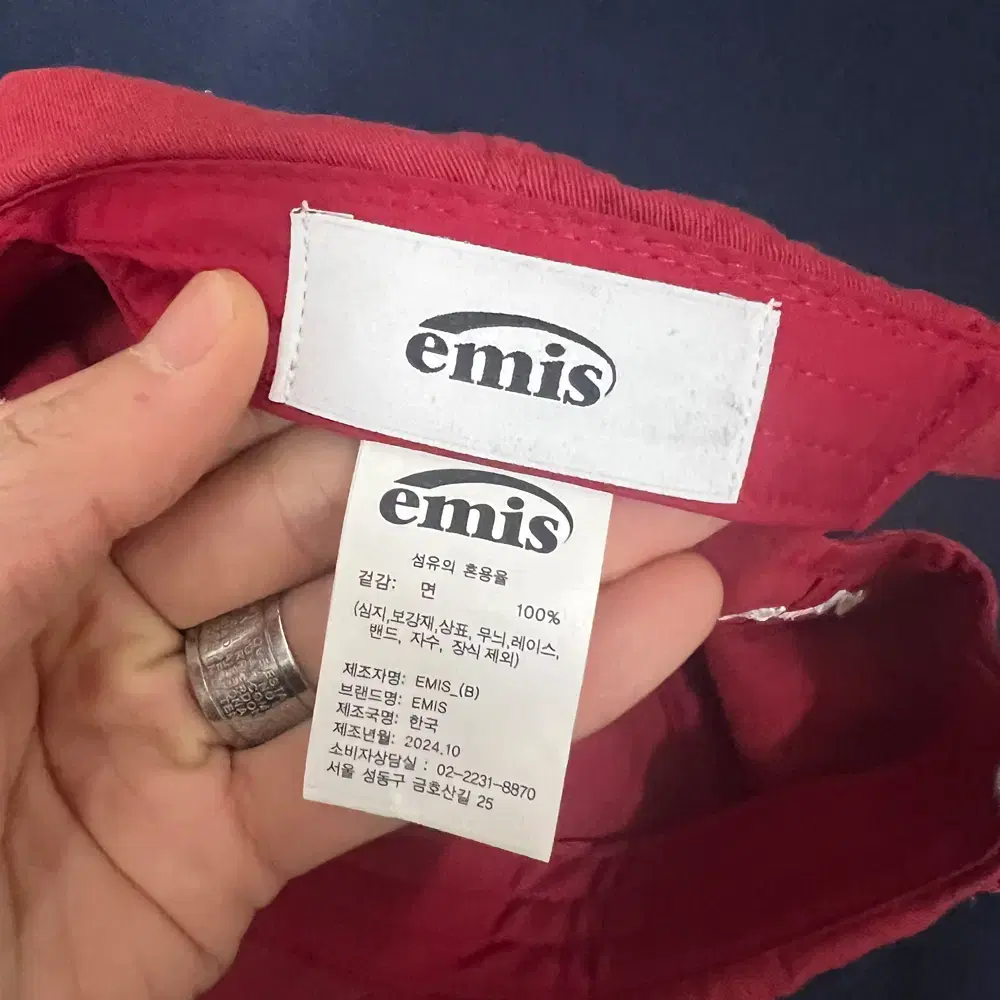 emis
emis
섬유의 혼용율
겉감: 면 100%
(심지,보강재,상표, 무늬,레이스,
밴드, 자수, 장식 제외)
제조자명: EMIS_(B)
브랜드명: EMIS
제조국명: 한국
제조년월: 2024.10
소비자상담실 : 02-2231-8870
서울 성동구 금호산길 25